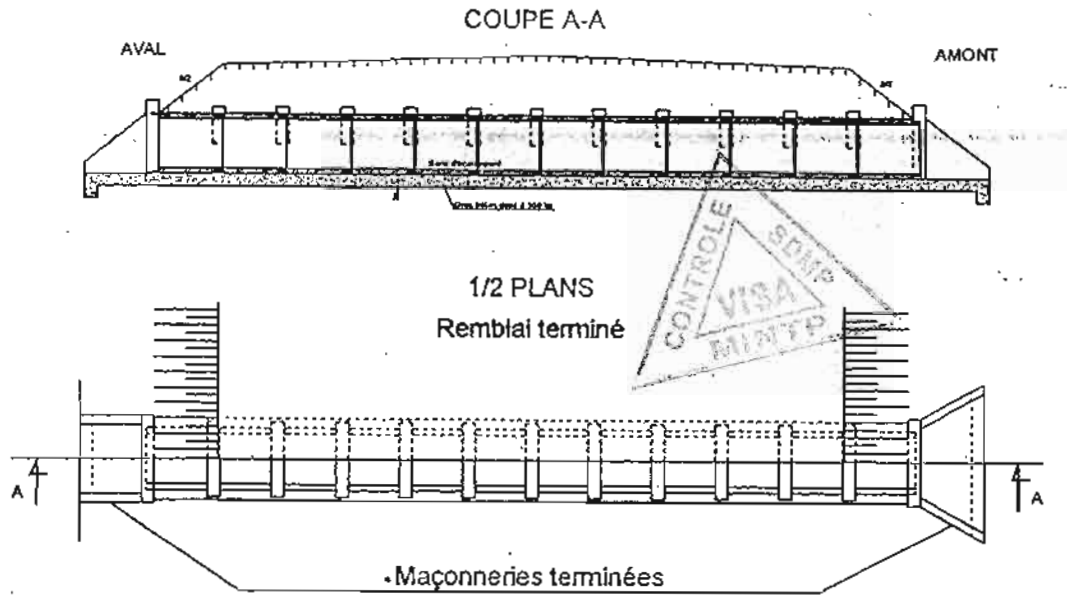 COUPE A-A
AVAL
AMONT
CONTROLE
SDMP
VISA
MINTP
1/2 PLANS
Remblai terminé
A
A
Maçonneries terminées